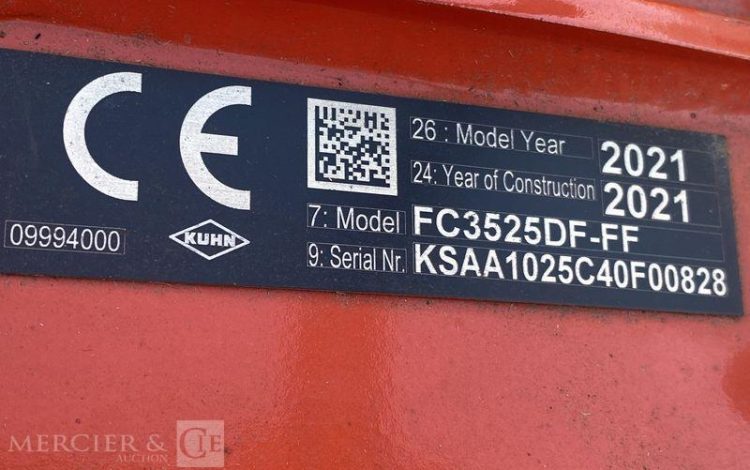 CE
26 : Model Year 2021
24: Year of Construction 2021
7: Model FC3525DF-FF
9: Serial Nr. KSAA1025C40F00828
09994000
KUHN
MERCIER & CIE
AUCTION